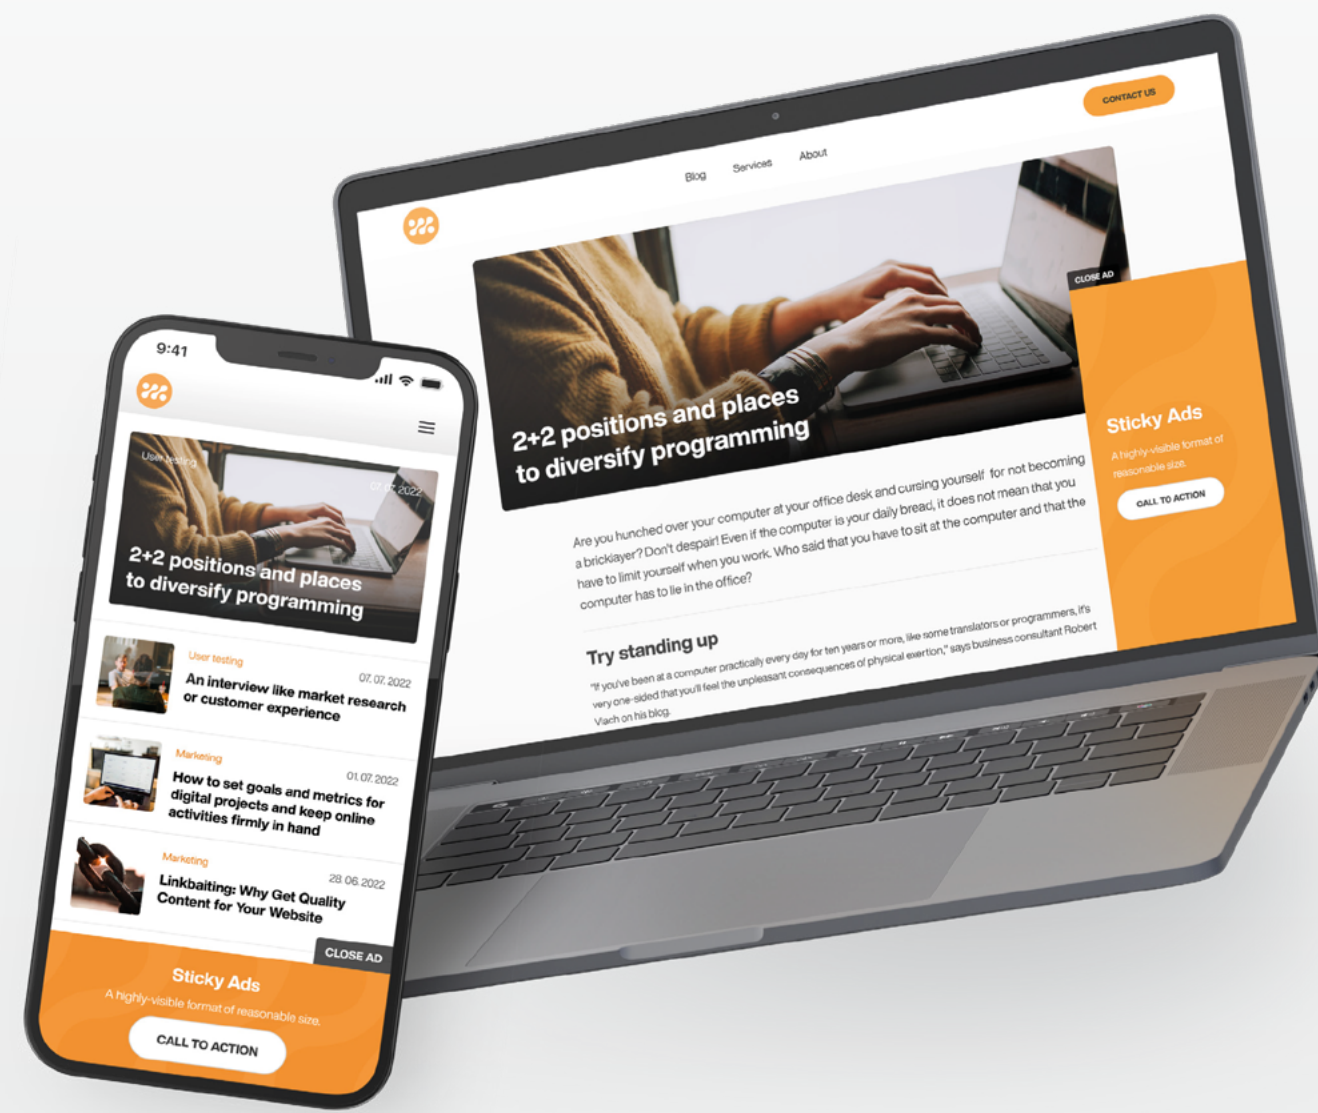 CONTACT US
Blog
Services
About
CLOSE AD
2+2 positions and places
to diversify programming
Are you hunched over your computer at your office desk and cursing yourself for not becoming
a bricklayer? Don't despair! Even if the computer is your daily bread, it does not mean that you
have to limit yourself when you work. Who said that you have to sit at the computer and that the
computer has to lie in the office?
Try standing up
"If you've been at a computer practically every day for ten years or more, like some translators or programmers, it's
very one-sided that you'll feel the unpleasant consequences of physical exertion," says business consultant Robert
Vlach on his blog.
Sticky Ads
A highly-visible format of
reasonable size.
CALL TO ACTION
9:41
User testing
07. 07. 2022
2+2 positions and places
to diversify programming
User testing
07. 07. 2022
An interview like market research
or customer experience
Marketing
01. 07. 2022
How to set goals and metrics for
digital projects and keep online
activities firmly in hand
Marketing
28. 06. 2022
Linkbaiting: Why Get Quality
Content for Your Website
CLOSE AD
Sticky Ads
A highly-visible format of reasonable size.
CALL TO ACTION